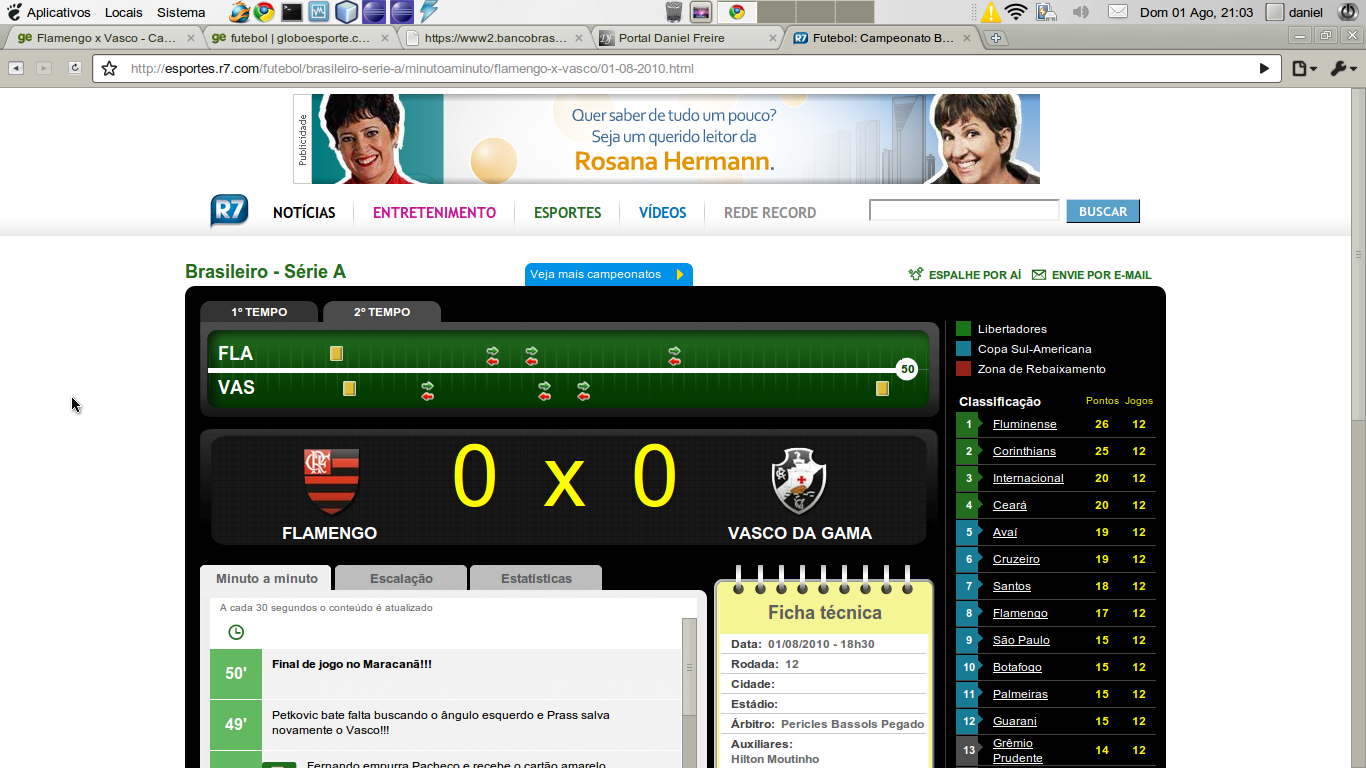 Aplicativos Locais Sistema
Dom 01 Ago, 21:03 daniel
Flamengo x Vasco - Ca...
futebol | globoesporte.c...
https://www2.bancobras...
Portal Daniel Freire
Futebol: Campeonato B...
http://esportes.r7.com/futebol/brasileiro-serie-a/minutoaminuto/flamengo-x-vasco/01-08-2010.html
Publicidade
Quer saber de tudo um pouco?
Seja um querido leitor da
Rosana Hermann.
R7 NOTÍCIAS ENTRETENIMENTO ESPORTES VÍDEOS REDE RECORD BUSCAR
Brasileiro - Série A
Veja mais campeonatos
ESPALHE POR AÍ ENVIE POR E-MAIL
1º TEMPO 2º TEMPO
FLA
50
VAS
0 x 0
FLAMENGO VASCO DA GAMA
Minuto a minuto Escalação Estatísticas
A cada 30 segundos o conteúdo é atualizado
50' Final de jogo no Maracanã!!!
49' Petkovic bate falta buscando o ângulo esquerdo e Prass salva
novamente o Vasco!!!
Fernando empurra Pacheco e recebe o cartão amarelo
Ficha técnica
Data: 01/08/2010 - 18h30
Rodada: 12
Cidade:
Estádio:
Árbitro: Pericles Bassols Pegado
Auxiliares:
Hilton Moutinho
Libertadores
Copa Sul-Americana
Zona de Rebaixamento
Classificação Pontos Jogos
1 Fluminense 26 12
2 Corinthians 25 12
3 Internacional 20 12
4 Ceará 20 12
5 Avaí 19 12
6 Cruzeiro 19 12
7 Santos 18 12
8 Flamengo 17 12
9 São Paulo 15 12
10 Botafogo 15 12
11 Palmeiras 15 12
12 Guarani 15 12
13 Grêmio Prudente 14 12